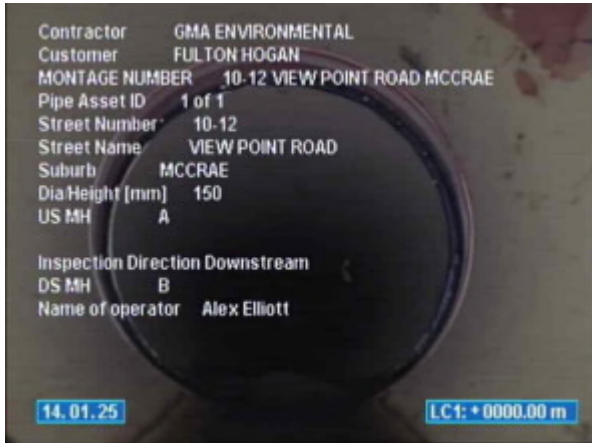 Contractor GMA ENVIRONMENTAL
Customer FULTON HOGAN
MONTAGE NUMBER 10-12 VIEW POINT ROAD MCCRAE
Pipe Asset ID 1 of 1
Street Number 10-12
Street Name VIEW POINT ROAD
Suburb MCCRAE
Dia/Height [mm] 150
US MH A
Inspection Direction Downstream
DS MH B
Name of operator Alex Elliott
14.01.25 LC1: +0000.00 m